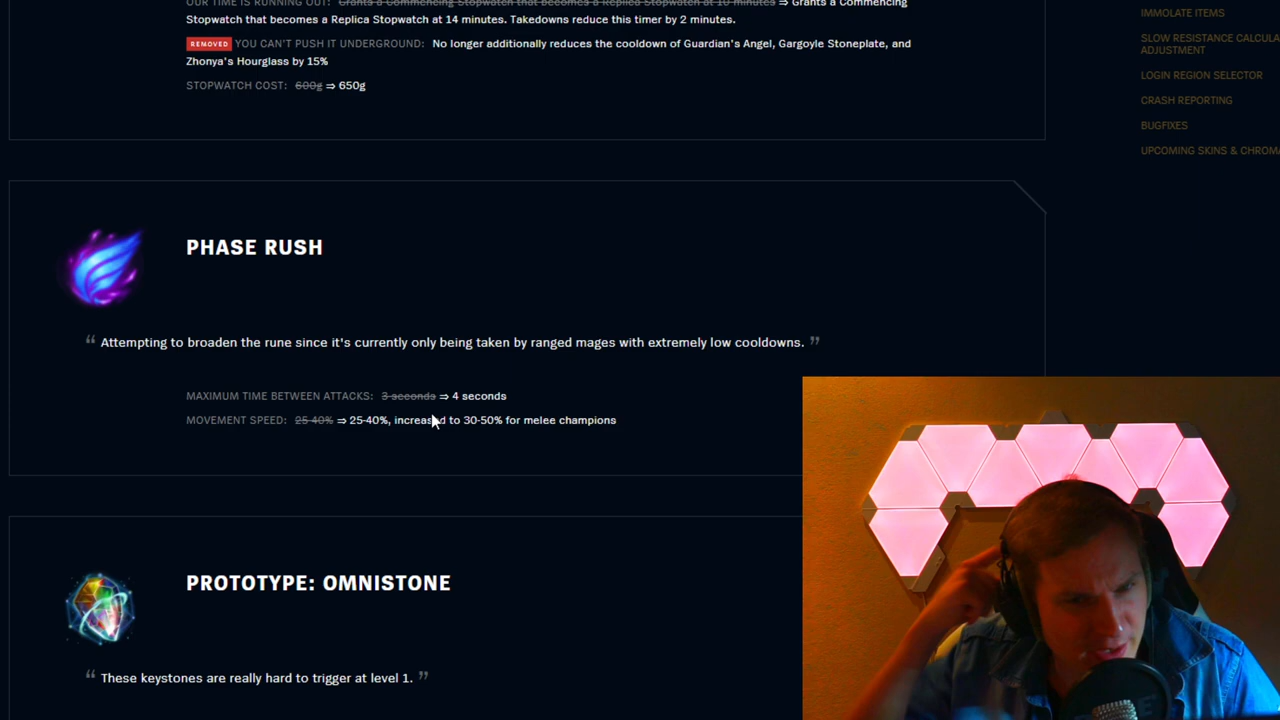 OUR TIME IS RUNNING OUT: Grants a Commencing Stopwatch that becomes a Replica Stopwatch at 10 minutes ⇒ Grants a Commencing
Stopwatch that becomes a Replica Stopwatch at 14 minutes. Takedowns reduce this timer by 2 minutes.
REMOVED YOU CAN'T PUSH IT UNDERGROUND: No longer additionally reduces the cooldown of Guardian's Angel, Gargoyle Stoneplate, and
Zhonya's Hourglass by 15%
STOPWATCH COST: 600g ⇒ 650g
PHASE RUSH
“ Attempting to broaden the rune since it's currently only being taken by ranged mages with extremely low cooldowns. ”
MAXIMUM TIME BETWEEN ATTACKS: 3 seconds ⇒ 4 seconds
MOVEMENT SPEED: 25-40% ⇒ 25-40%, increased to 30-50% for melee champions
PROTOTYPE: OMNISTONE
“ These keystones are really hard to trigger at level 1. ”
IMMOLATE ITEMS
SLOW RESISTANCE CALCULA
ADJUSTMENT
LOGIN REGION SELECTOR
CRASH REPORTING
BUGFIXES
UPCOMING SKINS & CHROMA